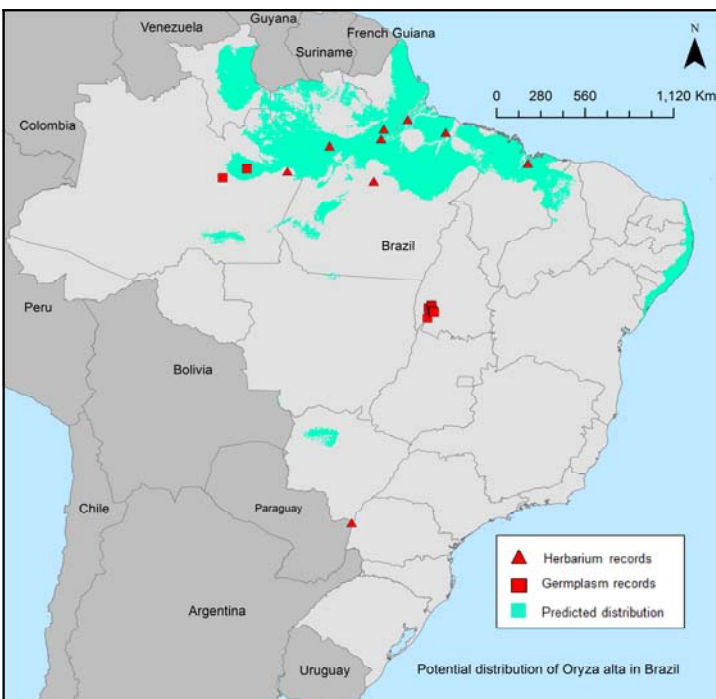 Guyana
Venezuela
French Guiana
Suriname
N
0 280 560 1,120 Km
Colombia
Brazil
Peru
Bolivia
Paraguay
Chile
Herbarium records
Germplasm records
Predicted distribution
Argentina
Uruguay
Potential distribution of Oryza alta in Brazil